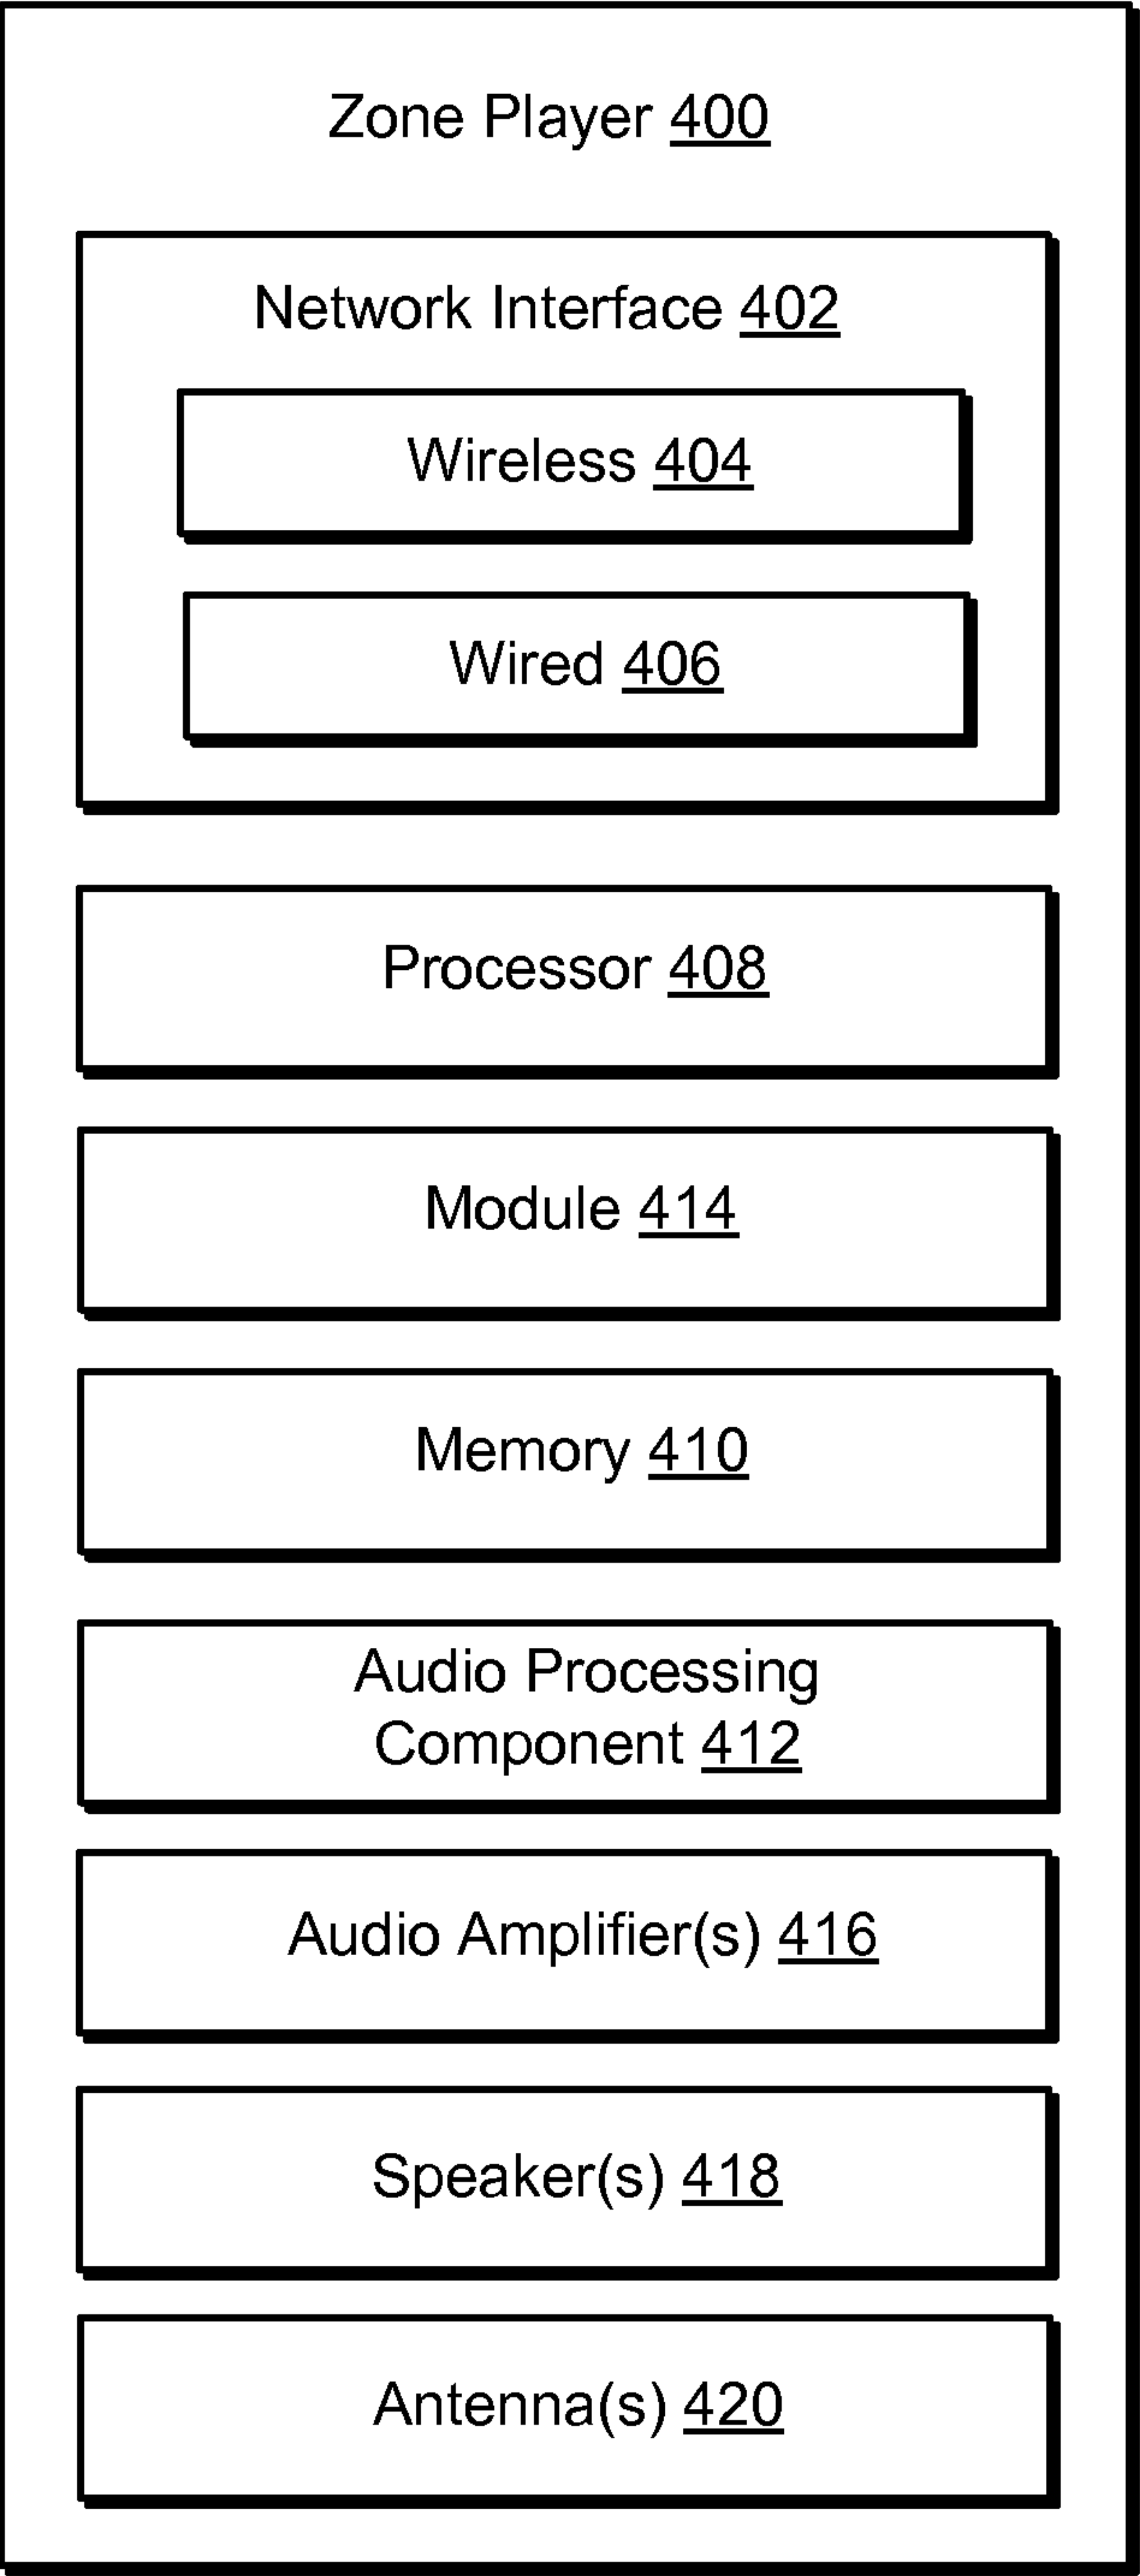 Zone Player 400
Network Interface 402
Wireless 404
Wired 406
Processor 408
Module 414
Memory 410
Audio Processing
Component 412
Audio Amplifier(s) 416
Speaker(s) 418
Antenna(s) 420